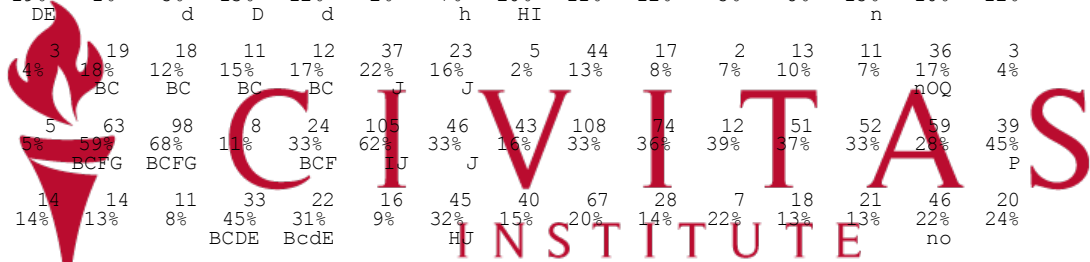 DE d D d h HI n
3 19 18 11 12 37 23 5 44 17 2 13 11 36 3
4% 18% 12% 15% 17% 22% 16% 2% 13% 8% 7% 10% 7% 17% 4%
BC BC BC BC J J nOQ
5 63 98 8 24 105 46 43 108 74 12 51 52 59 39
5% 59% 68% 11% 33% 62% 33% 16% 33% 36% 39% 37% 33% 28% 45%
BCFG BCFG BCF IJ J P
14 14 11 33 22 16 45 40 67 28 7 18 21 46 20
14% 13% 8% 45% 31% 9% 32% 15% 20% 14% 22% 13% 13% 22% 24%
BCDE BcdE HJ no
CIVITAS
INSTITUTE